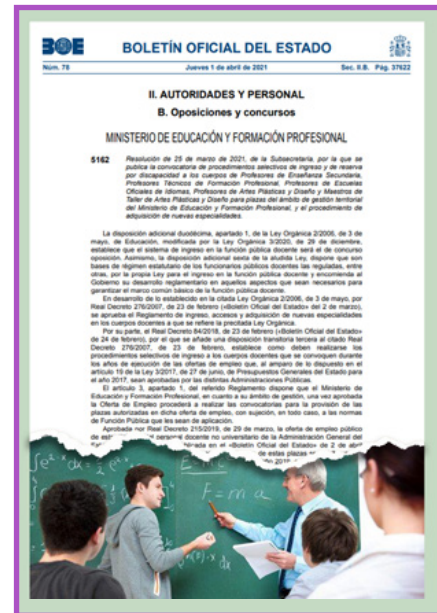 BOE
BOLETÍN OFICIAL DEL ESTADO
Núm. 78
Jueves 1 de abril de 2021
Sec. II.B. Pág. 37622
II. AUTORIDADES Y PERSONAL
B. Oposiciones y concursos
MINISTERIO DE EDUCACIÓN Y FORMACIÓN PROFESIONAL
5162
Resolución de 25 de marzo de 2021, de la Subsecretaría, por la que se
publica la convocatoria de procedimientos selectivos de ingreso y de reserva
por discapacidad a los cuerpos de Profesores de Enseñanza Secundaria,
Profesores Técnicos de Formación Profesional, Profesores de Escuelas
Oficiales de Idiomas, Profesores de Artes Plásticas y Diseño y Maestros de
Taller de Artes Plásticas y Diseño para plazas del ámbito de gestión territorial
del Ministerio de Educación y Formación Profesional, y el procedimiento de
adquisición de nuevas especialidades.
La disposición adicional duodécima, apartado 1, de la Ley Orgánica 2/2006, de 3 de
mayo, de Educación, modificada por la Ley Orgánica 3/2020, de 29 de diciembre,
establece que el sistema de ingreso en la función pública docente será el de concurso
oposición. Asimismo, la disposición adicional sexta de la aludida Ley, dispone que son
bases de régimen estatutario de los funcionarios públicos docentes las reguladas, entre
otras, por la propia Ley para el ingreso en la función pública docente y encomienda al
Gobierno su desarrollo reglamentario en aquellos aspectos que sean necesarios para
garantizar el marco común básico de la función pública docente.
En desarrollo de lo establecido en la citada Ley Orgánica 2/2006, de 3 de mayo, por
Real Decreto 276/2007, de 23 de febrero («Boletín Oficial del Estado» del 2 de marzo),
se aprueba el Reglamento de ingreso, accesos y adquisición de nuevas especialidades
en los cuerpos docentes a que se refiere la precitada Ley Orgánica.
Por su parte, el Real Decreto 84/2018, de 23 de febrero («Boletín Oficial del Estado»
de 24 de febrero), por el que se añade una disposición transitoria tercera al citado Real
Decreto 276/2007, de 23 de febrero, establece como deben realizarse los
procedimientos selectivos de ingreso a los cuerpos docentes que se convoquen durante
los años de ejecución de las ofertas de empleo que, al amparo de lo dispuesto en el
artículo 19 de la Ley 3/2017, de 27 de junio, de Presupuestos Generales del Estado para
el año 2017, sean aprobadas por las distintas Administraciones Públicas.
El artículo 3, apartado 1, del referido Reglamento dispone que el Ministerio de
Educación y Formación Profesional, en cuanto a su ámbito de gestión, una vez aprobada
la Oferta de Empleo procederá a realizar las convocatorias para la provisión de las
plazas autorizadas en dicha oferta de empleo, con sujeción, en todo caso, a las normas
de Función Pública que les sean de aplicación.
Aprobada por Real Decreto 215/2019, de 29 de marzo, la oferta de empleo público
personal docente no universitario de la Administración General del
en el «Boletín Oficial del Estado» de 2 de abril
de estas plazas
F = m a